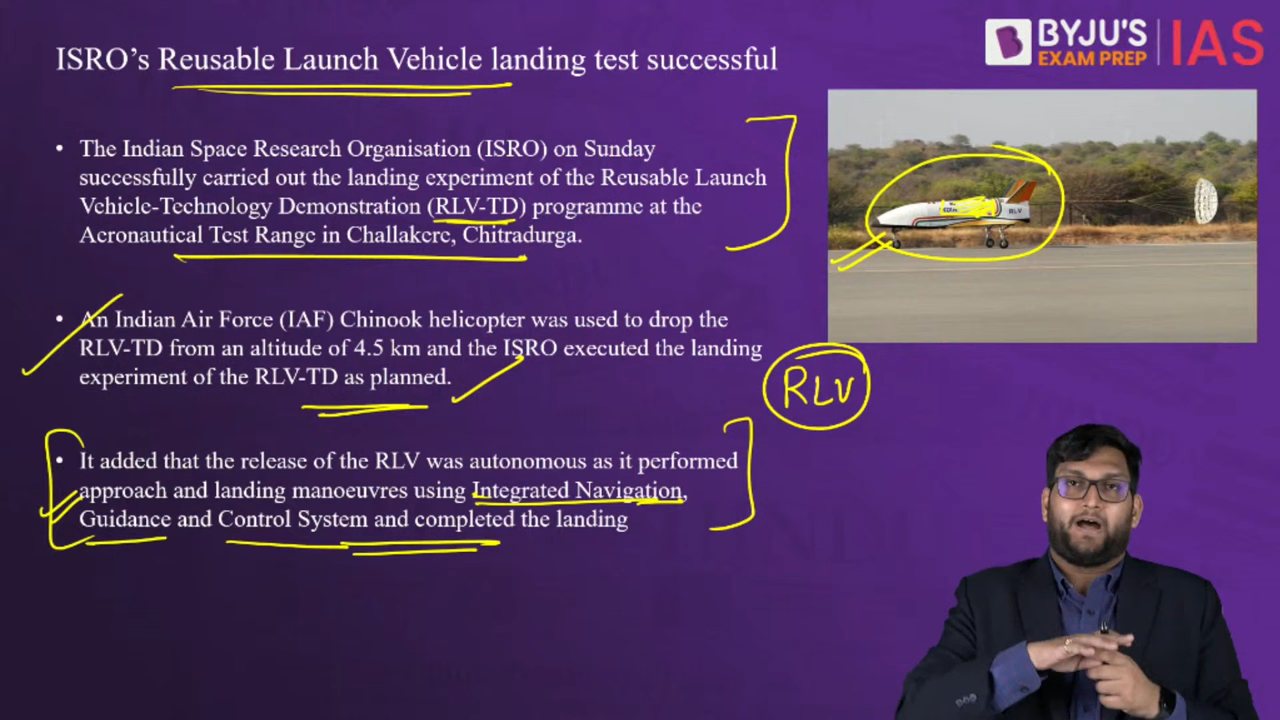 ISRO's Reusable Launch Vehicle landing test successful
BYJU'S
EXAM PREP
IAS
• The Indian Space Research Organisation (ISRO) on Sunday
successfully carried out the landing experiment of the Reusable Launch
Vehicle-Technology Demonstration (RLV-TD) programme at the
Aeronautical Test Range in Challakere, Chitradurga.
RLV
• An Indian Air Force (IAF) Chinook helicopter was used to drop the
RLV-TD from an altitude of 4.5 km and the ISRO executed the landing
experiment of the RLV-TD as planned.
RLV
• It added that the release of the RLV was autonomous as it performed
approach and landing manoeuvres using Integrated Navigation,
Guidance and Control System and completed the landing